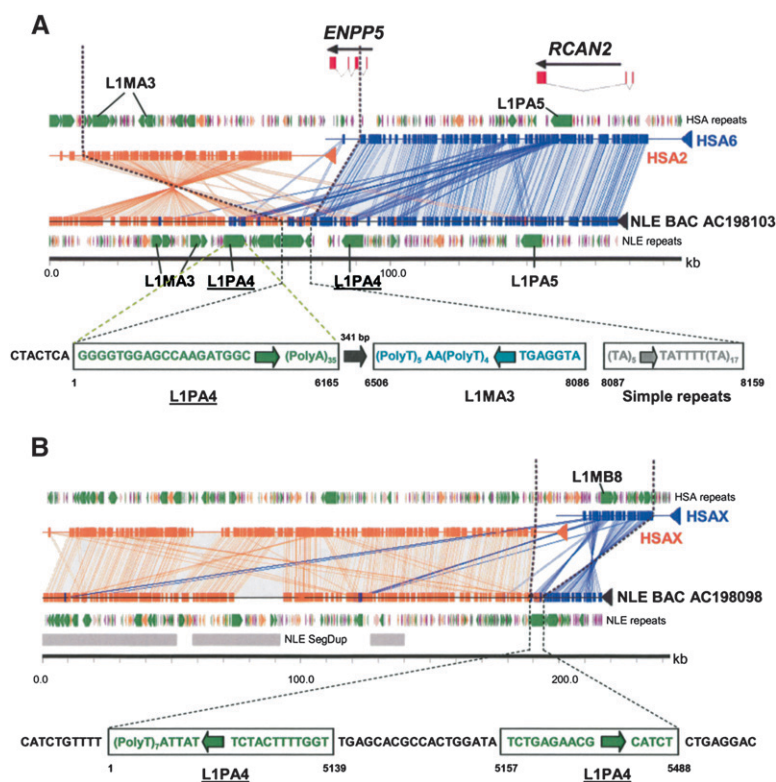 A
ENPP5
RCAN2
L1MA3
L1PA5
HSA repeats
HSA6
HSA2
NLE BAC AC198103
NLE repeats
0.0
100.0
kb
L1MA3
L1PA4
L1PA4
L1PA5
CTACTCA
GGGGTGGAGCCAAGATGGC
(PolyA)35
341 bp
(PolyT)5 AA(PolyT)4
TGAGGTA
(TA)5
TATTTT(TA)17
1
6165
6506
8086
8087
8159
L1PA4
L1MA3
Simple repeats
B
L1MB8
HSA repeats
HSAX
HSAX
NLE BAC AC198098
NLE repeats
NLE SegDup
kb
0.0
100.0
200.0
CATCTGTTTT
(PolyT)7ATTAT
TCTACTTTTGGT
TGAGCACGCCACTGGATA
TCTGAGAACG
CATCT
CTGAGGAC
1
5139
5157
5488
L1PA4
L1PA4